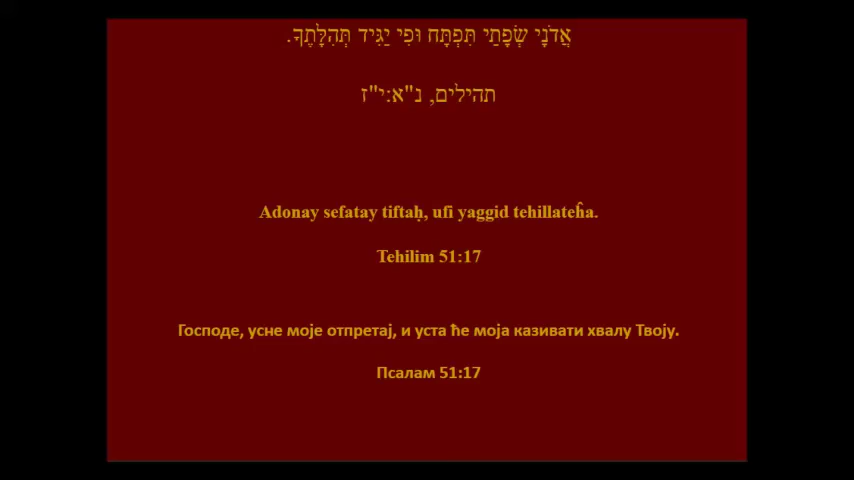 אֲדֹנָי שְׂפָתַי תִּפְתָּח וּפִי יַגִּיד תְּהִלָּתֶךָ.
תהילים, נ"א:י"ז
Adonay sefatay tiftaḥ, ufi yaggid tehillateĥa.
Tehilim 51:17
Господе, усне моје отпретај, и уста ће моја казивати хвалу Твоју.
Псалам 51:17